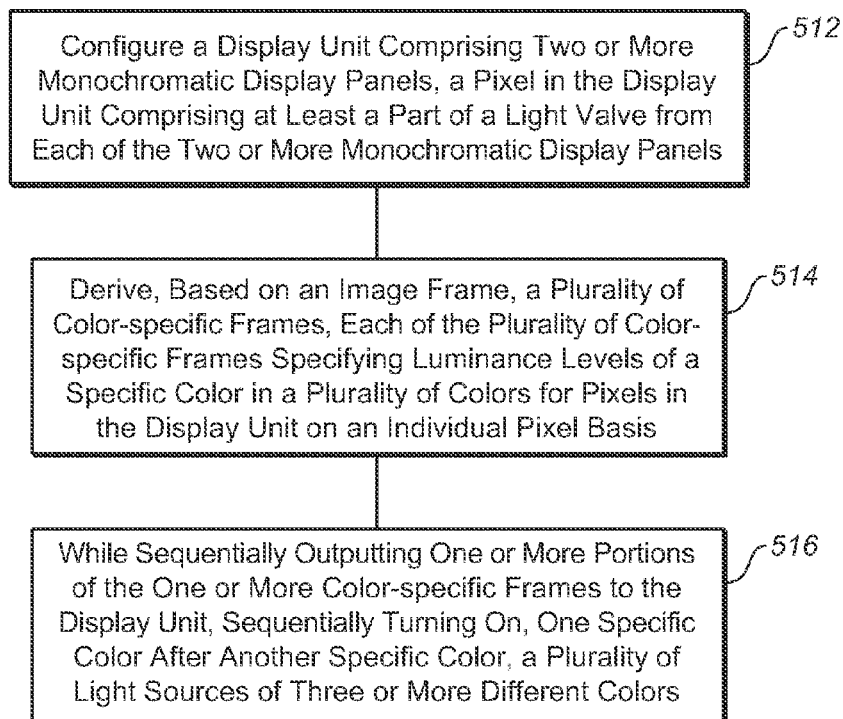 Configure a Display Unit Comprising Two or More
Monochromatic Display Panels, a Pixel in the Display
Unit Comprising at Least a Part of a Light Valve from
Each of the Two or More Monochromatic Display Panels
512
Derive, Based on an Image Frame, a Plurality of
Color-specific Frames, Each of the Plurality of Color-
specific Frames Specifying Luminance Levels of a
Specific Color in a Plurality of Colors for Pixels in
the Display Unit on an Individual Pixel Basis
514
While Sequentially Outputting One or More Portions
of the One or More Color-specific Frames to the
Display Unit, Sequentially Turning On, One Specific
Color After Another Specific Color, a Plurality of
Light Sources of Three or More Different Colors
516